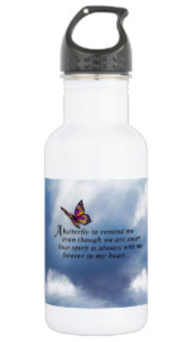 A butterfly to remind me
even though we are apart
Your spirit is always with me
forever in my heart.